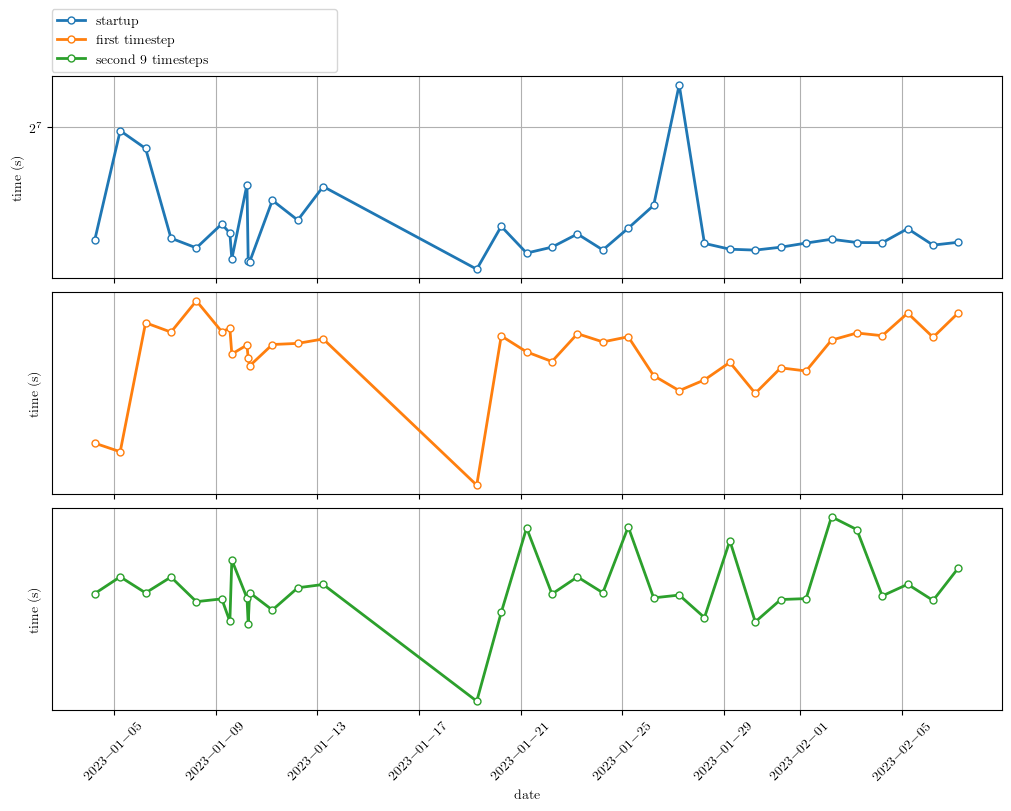 startup
first timestep
second 9 timesteps
2^7
time (s)
time (s)
time (s)
2023−01−05
2023−01−09
2023−01−13
2023−01−17
2023−01−21
2023−01−25
2023−01−29
2023−02−01
2023−02−05
date